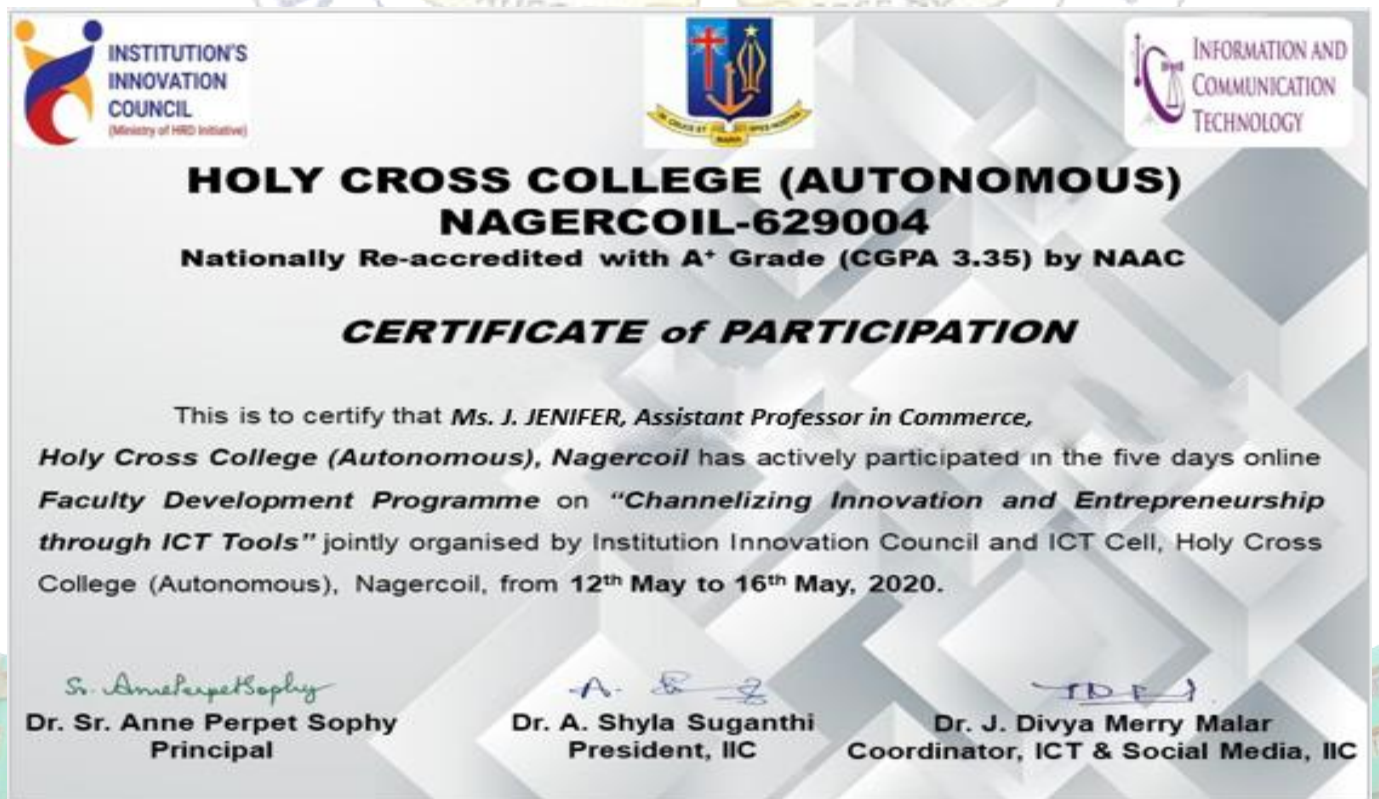 INSTITUTION'S
INNOVATION
COUNCIL
(Ministry of HRD Initiative)
INFORMATION AND
COMMUNICATION
TECHNOLOGY
HOLY CROSS COLLEGE (AUTONOMOUS)
NAGERCOIL-629004
Nationally Re-accredited with A⁺ Grade (CGPA 3.35) by NAAC
CERTIFICATE of PARTICIPATION
This is to certify that Ms. J. JENIFER, Assistant Professor in Commerce,
Holy Cross College (Autonomous), Nagercoil has actively participated in the five days online
Faculty Development Programme on “Channelizing Innovation and Entrepreneurship
through ICT Tools” jointly organised by Institution Innovation Council and ICT Cell, Holy Cross
College (Autonomous), Nagercoil, from 12th May to 16th May, 2020.
Sr. AnnePerpetSophy
Dr. Sr. Anne Perpet Sophy
Principal
Dr. A. Shyla Suganthi
President, IIC
Dr. J. Divya Merry Malar
Coordinator, ICT & Social Media, IIC